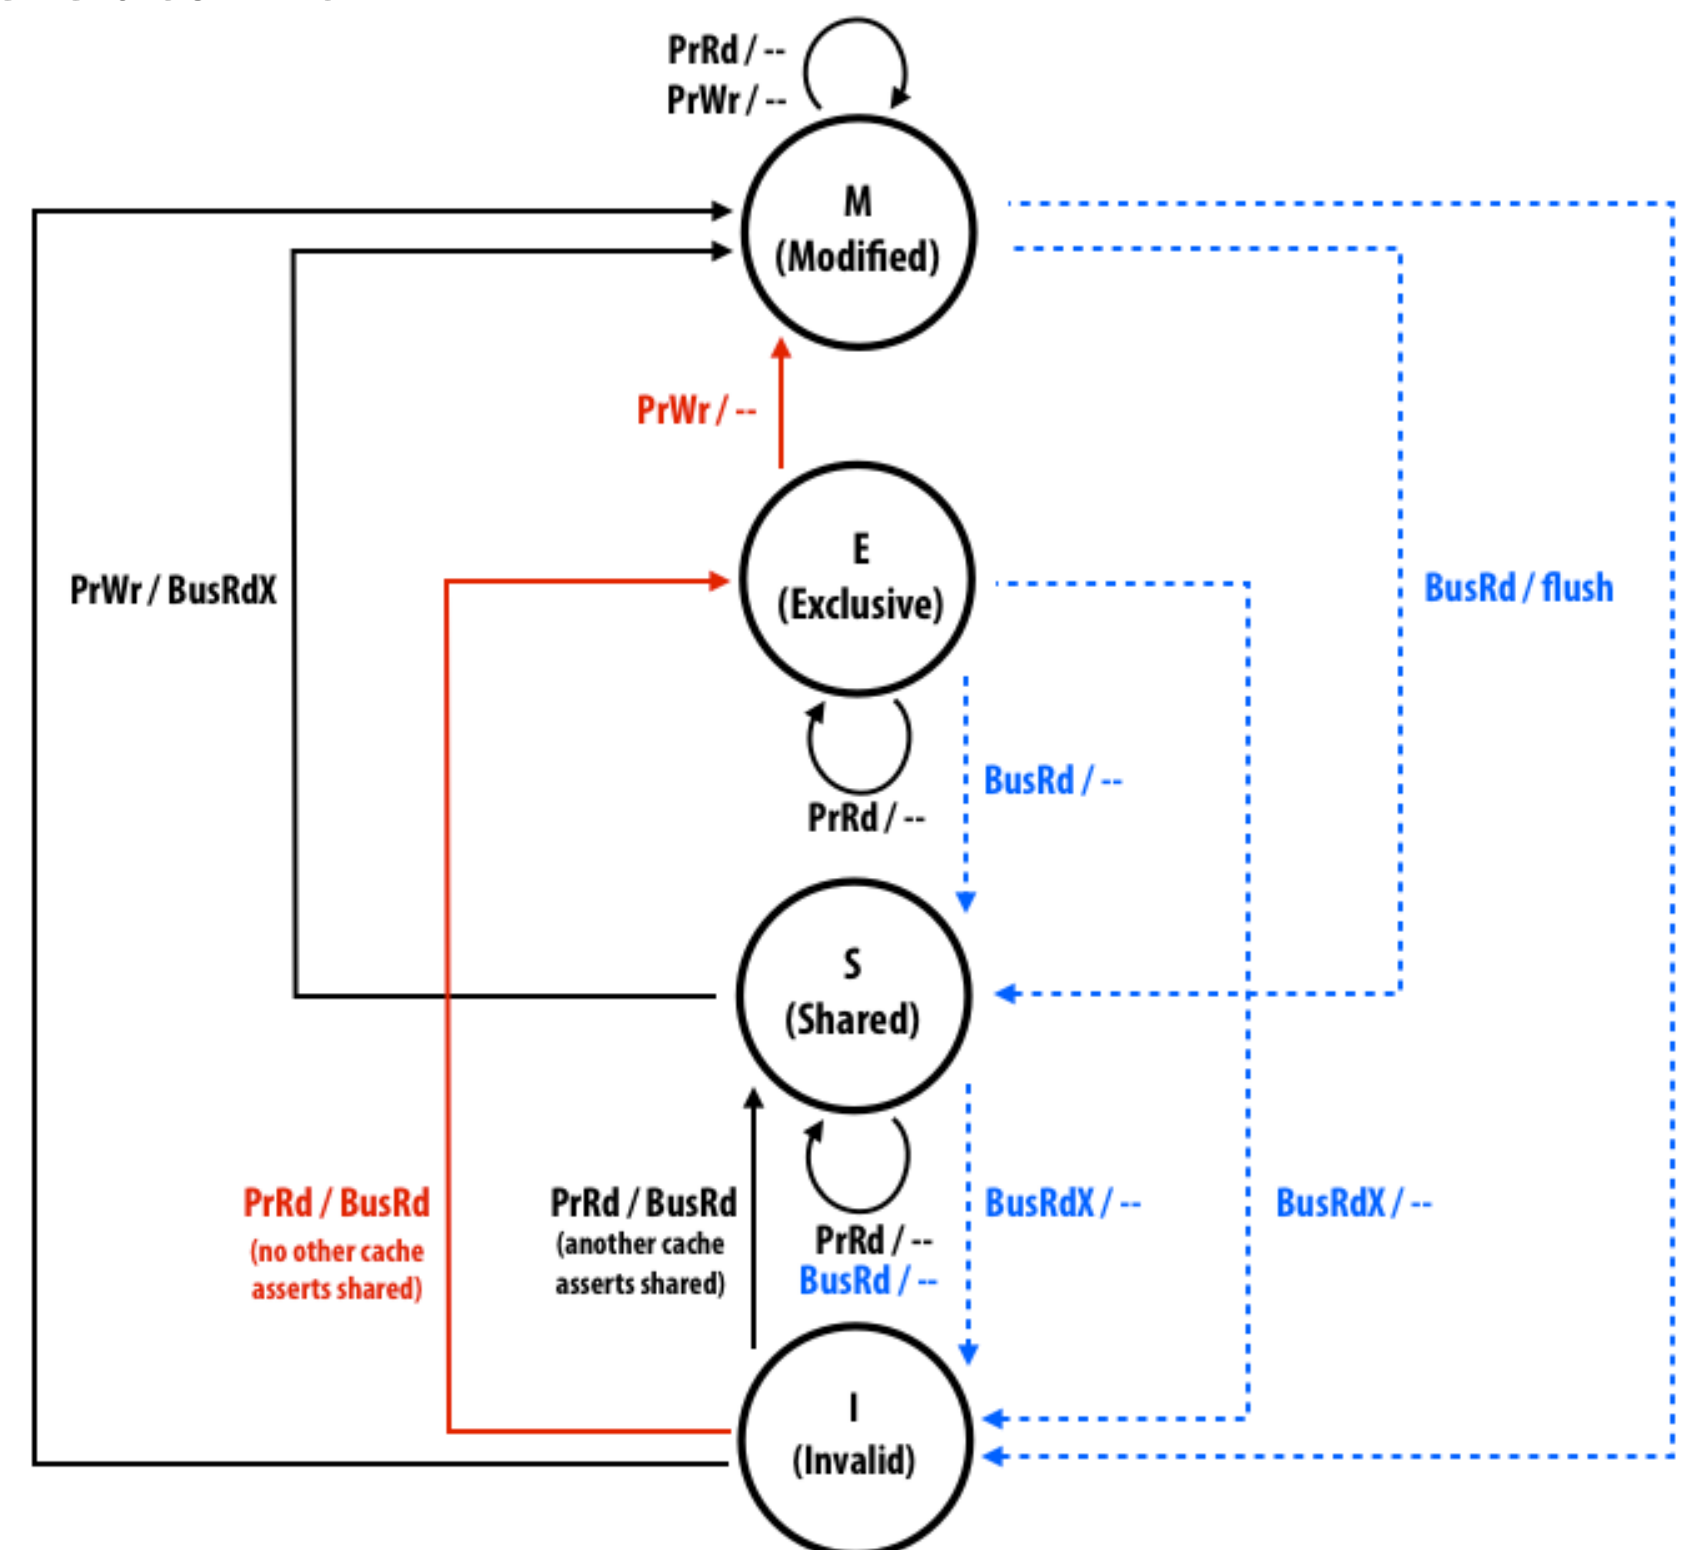 PrRd / --
PrWr / --
M
(Modified)
PrWr / --
E
(Exclusive)
PrWr / BusRdX
BusRd / flush
BusRd / --
PrRd / --
S
(Shared)
PrRd / BusRd
(no other cache
asserts shared)
PrRd / BusRd
(another cache
asserts shared)
PrRd / --
BusRd / --
BusRdX / --
BusRdX / --
I
(Invalid)